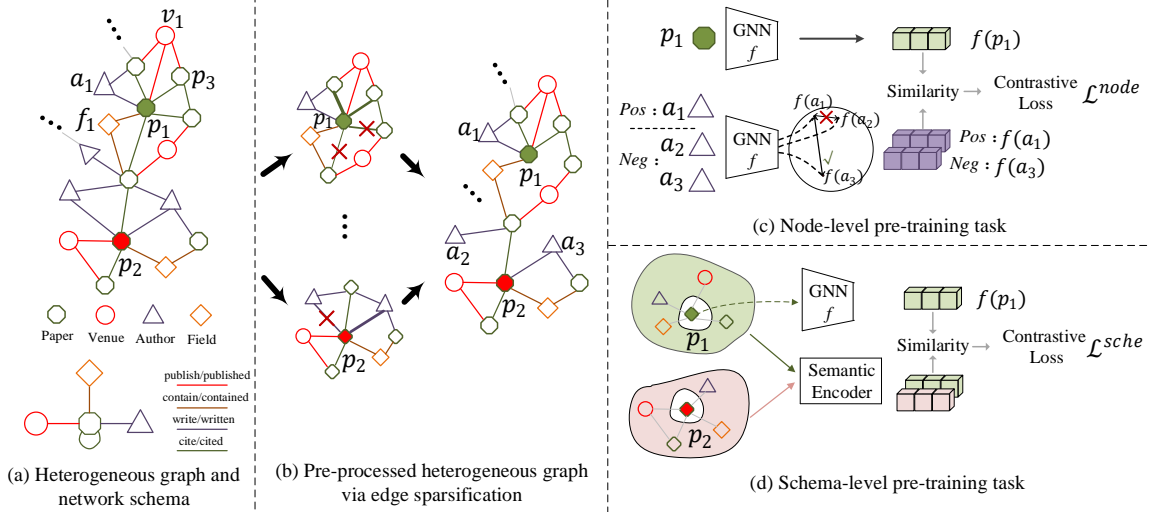 v1
a1
p3
f1
p1
p2
Paper
Venue
Author
Field
publish/published
contain/contained
write/written
cite/cited
(a) Heterogeneous graph and
network schema
p1
p2
a1
p1
a2
a3
p2
(b) Pre-processed heterogeneous graph
via edge sparsification
p1
GNN
f
f(p1)
Similarity
Contrastive
Loss
ℒ^node
Pos : a1
Neg : a2
a3
GNN
f
f(a1)
f(a2)
f(a3)
Pos : f(a1)
Neg : f(a3)
(c) Node-level pre-training task
p1
GNN
f
f(p1)
Similarity
Contrastive
Loss
ℒ^sche
Semantic
Encoder
p2
(d) Schema-level pre-training task